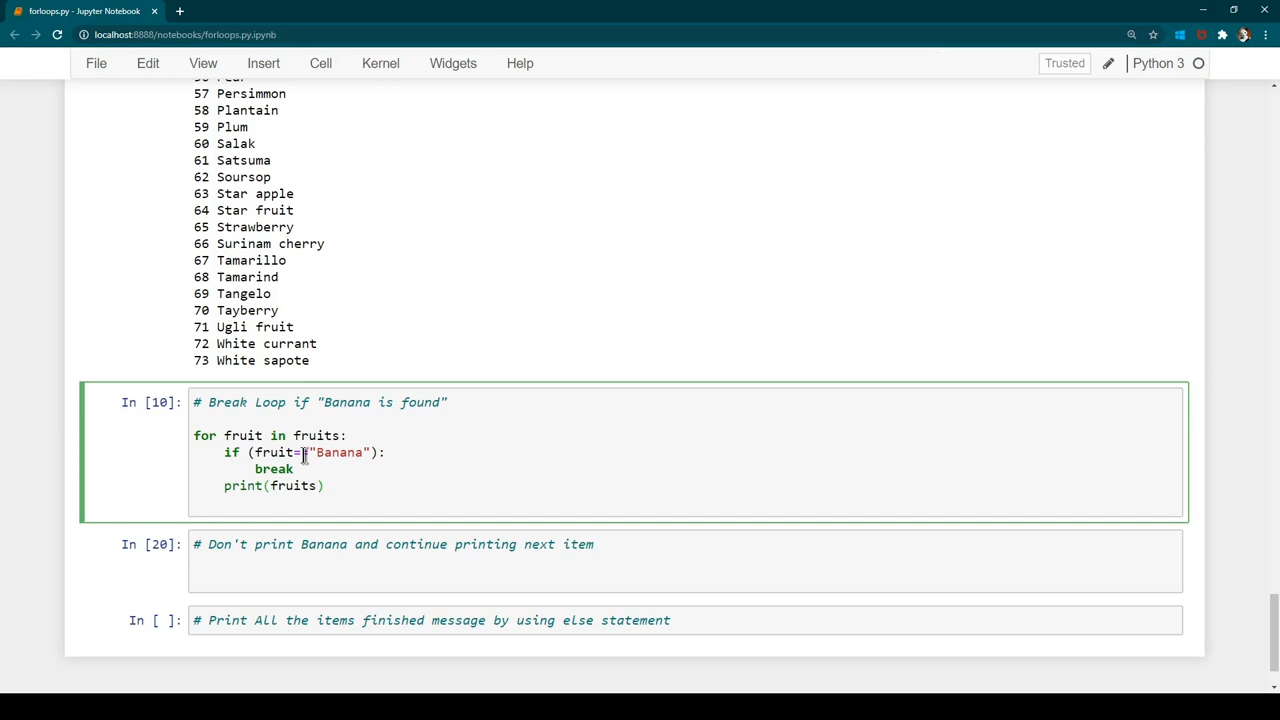 forloops.py - Jupyter Notebook
localhost:8888/notebooks/forloops.py.ipynb
File Edit View Insert Cell Kernel Widgets Help Trusted Python 3
57 Persimmon
58 Plantain
59 Plum
60 Salak
61 Satsuma
62 Soursop
63 Star apple
64 Star fruit
65 Strawberry
66 Surinam cherry
67 Tamarillo
68 Tamarind
69 Tangelo
70 Tayberry
71 Ugli fruit
72 White currant
73 White sapote
In [10]: # Break Loop if "Banana is found"
for fruit in fruits:
if (fruit=="Banana"):
break
print(fruits)
In [20]: # Don't print Banana and continue printing next item
In [ ]: # Print All the items finished message by using else statement